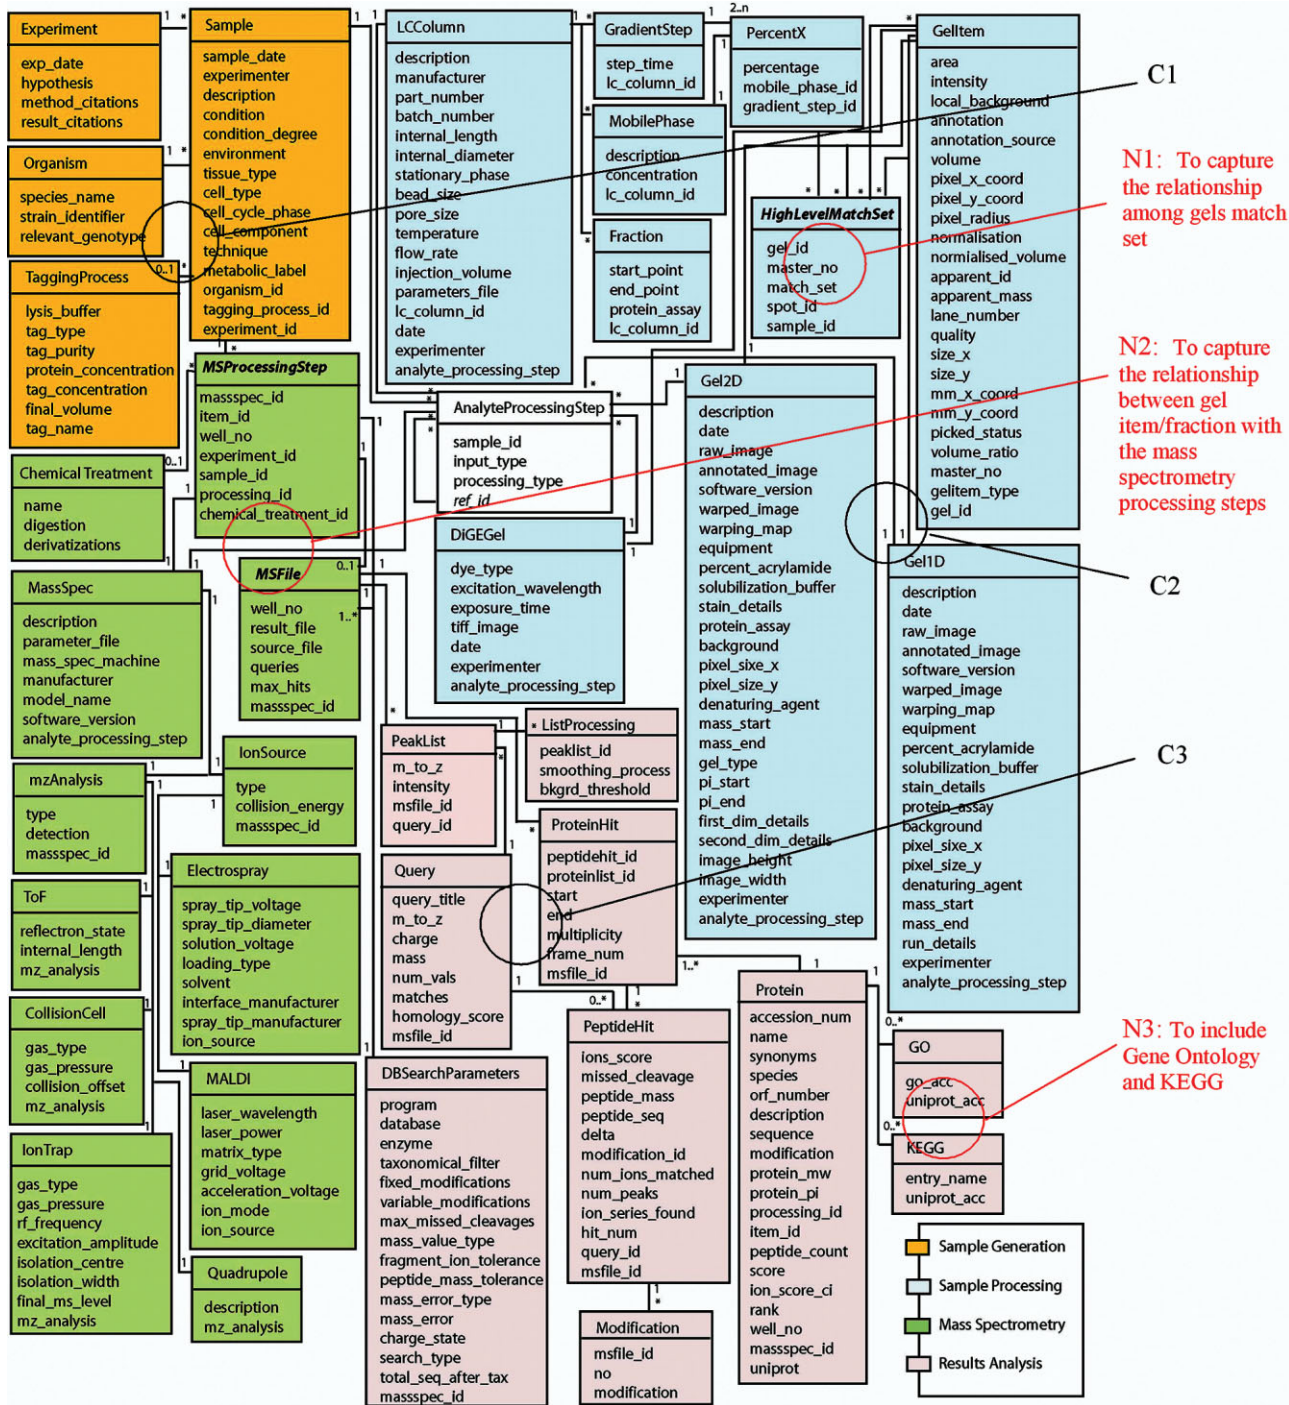 Experiment
exp_date
hypothesis
method_citations
result_citations
Organism
species_name
strain_identifier
relevant_genotype
TaggingProcess
lysis_buffer
tag_type
tag_purity
protein_concentration
tag_concentration
final_volume
tag_name
Sample
sample_date
experimenter
description
condition
condition_degree
environment
tissue_type
cell_type
cell_cycle_phase
cell_component
technique
metabolic_label
organism_id
tagging_process_id
experiment_id
LCColumn
description
manufacturer
part_number
batch_number
internal_length
internal_diameter
stationary_phase
bead_size
pore_size
temperature
flow_rate
injection_volume
parameters_file
lc_column_id
date
experimenter
analyte_processing_step
GradientStep
step_time
lc_column_id
PercentX
percentage
mobile_phase_id
gradient_step_id
MobilePhase
description
concentration
lc_column_id
Fraction
start_point
end_point
protein_assay
lc_column_id
HighLevelMatchSet
gel_id
master_no
match_set
spot_id
sample_id
GelItem
area
intensity
local_background
annotation
annotation_source
volume
pixel_x_coord
pixel_y_coord
pixel_radius
normalisation
normialised_volume
apparent_id
apparent_mass
lane_number
quality
size_x
size_y
mm_x_coord
mm_y_coord
picked_status
volume_ratio
master_no
gelitem_type
gel_id
C1
N1: To capture
the relationship
among gels match
set
N2: To capture
the relationship
between gel
item/fraction with
the mass
spectrometry
processing steps
C2
C3
N3: To include
Gene Ontology
and KEGG
MSProcessingStep
massspec_id
item_id
well_no
experiment_id
sample_id
processing_id
chemical_treatment_id
Chemical Treatment
name
digestion
derivatizations
AnalyteProcessingStep
sample_id
input_type
processing_type
ref_id
DiGEGel
dye_type
excitation_wavelength
exposure_time
tiff_image
date
experimenter
analyte_processing_step
Gel2D
description
date
raw_image
annotated_image
software_version
warped_image
warping_map
equipment
percent_acrylamide
solubilization_buffer
stain_details
protein_assay
background
pixel_sixe_x
pixel_size_y
denaturing_agent
mass_start
mass_end
gel_type
pi_start
pi_end
first_dim_details
second_dim_details
image_height
image_width
experimenter
analyte_processing_step
Gel1D
description
date
raw_image
annotated_image
software_version
warped_image
warping_map
equipment
percent_acrylamide
solubilization_buffer
stain_details
protein_assay
background
pixel_sixe_x
pixel_size_y
denaturing_agent
mass_start
mass_end
run_details
experimenter
analyte_processing_step
MassSpec
description
parameter_file
mass_spec_machine
manufacturer
model_name
software_version
analyte_processing_step
MSFile
well_no
result_file
source_file
queries
max_hits
massspec_id
mzAnalysis
type
detection
massspec_id
IonSource
type
collision_energy
massspec_id
PeakList
m_to_z
intensity
msfile_id
query_id
ListProcessing
peaklist_id
smoothing_process
bkgrd_threshold
ProteinHit
peptidehit_id
proteinlist_id
start
end
multiplicity
frame_num
msfile_id
Query
query_title
m_to_z
charge
mass
num_vals
matches
homology_score
msfile_id
ToF
reflectron_state
internal_length
mz_analysis
Electrospray
spray_tip_voltage
spray_tip_diameter
solution_voltage
loading_type
solvent
interface_manufacturer
spray_tip_manufacturer
ion_source
CollisionCell
gas_type
gas_pressure
collision_offset
mz_analysis
MALDI
laser_wavelength
laser_power
matrix_type
grid_voltage
acceleration_voltage
ion_mode
ion_source
IonTrap
gas_type
gas_pressure
rf_frequency
excitation_amplitude
isolation_centre
isolation_width
final_ms_level
mz_analysis
Quadrupole
description
mz_analysis
DBSearchParameters
program
database
enzyme
taxonomical_filter
fixed_modifications
variable_modifications
max_missed_cleavages
mass_value_type
fragment_ion_tolerance
peptide_mass_tolerance
mass_error_type
mass_error
charge_state
search_type
total_seq_after_tax
massspec_id
PeptideHit
ions_score
missed_cleavage
peptide_mass
peptide_seq
delta
modification_id
num_ions_matched
num_peaks
ion_series_found
hit_num
query_id
msfile_id
Modification
msfile_id
no
modification
Protein
accession_num
name
synonyms
species
orf_number
description
sequence
modification
protein_mw
protein_pi
processing_id
item_id
peptide_count
score
ion_score_ci
rank
well_no
massspec_id
uniprot
GO
go_acc
uniprot_acc
KEGG
entry_name
uniprot_acc
Sample Generation
Sample Processing
Mass Spectrometry
Results Analysis